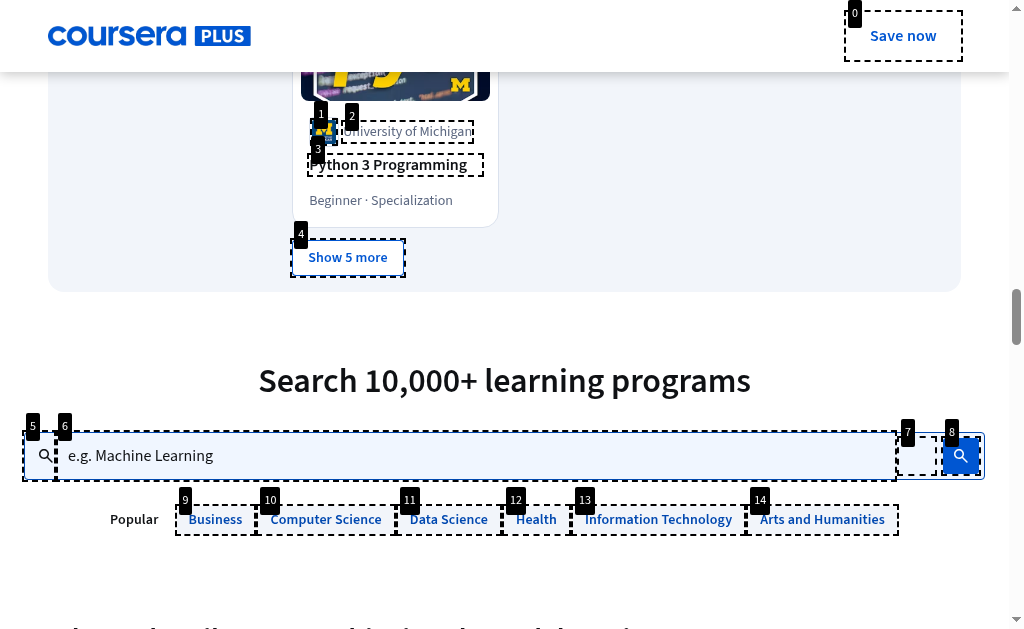 coursera PLUS
0
Save now
1
2
University of Michigan
3
Python 3 Programming
Beginner · Specialization
4
Show 5 more
Search 10,000+ learning programs
5
6
7
8
e.g. Machine Learning
9
10
11
12
13
14
Popular
Business
Computer Science
Data Science
Health
Information Technology
Arts and Humanities